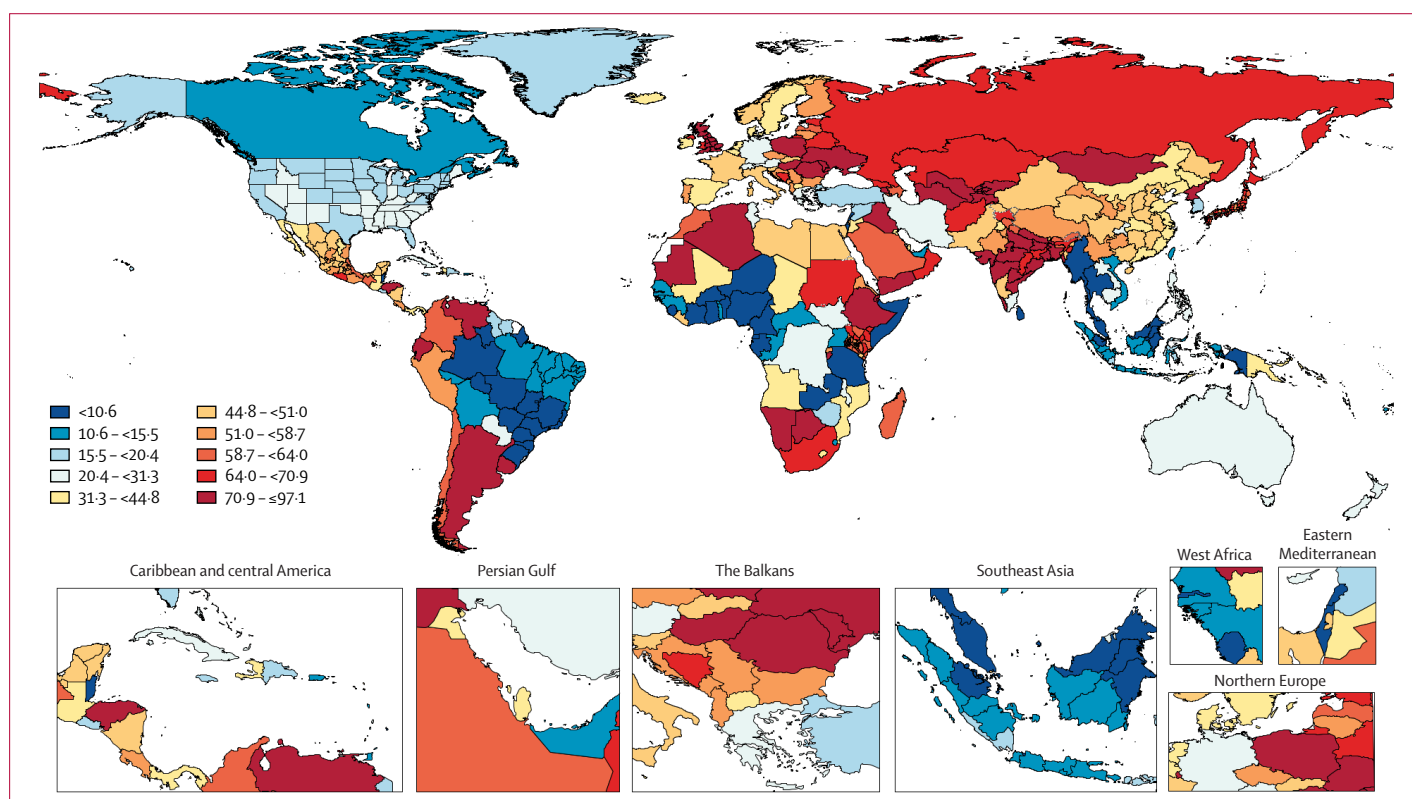 <10·6
10·6 – <15·5
15·5 – <20·4
20·4 – <31·3
31·3 – <44·8
44·8 – <51·0
51·0 – <58·7
58·7 – <64·0
64·0 – <70·9
70·9 – ≤97·1
Caribbean and central America
Persian Gulf
The Balkans
Southeast Asia
West Africa
Eastern
Mediterranean
Northern Europe